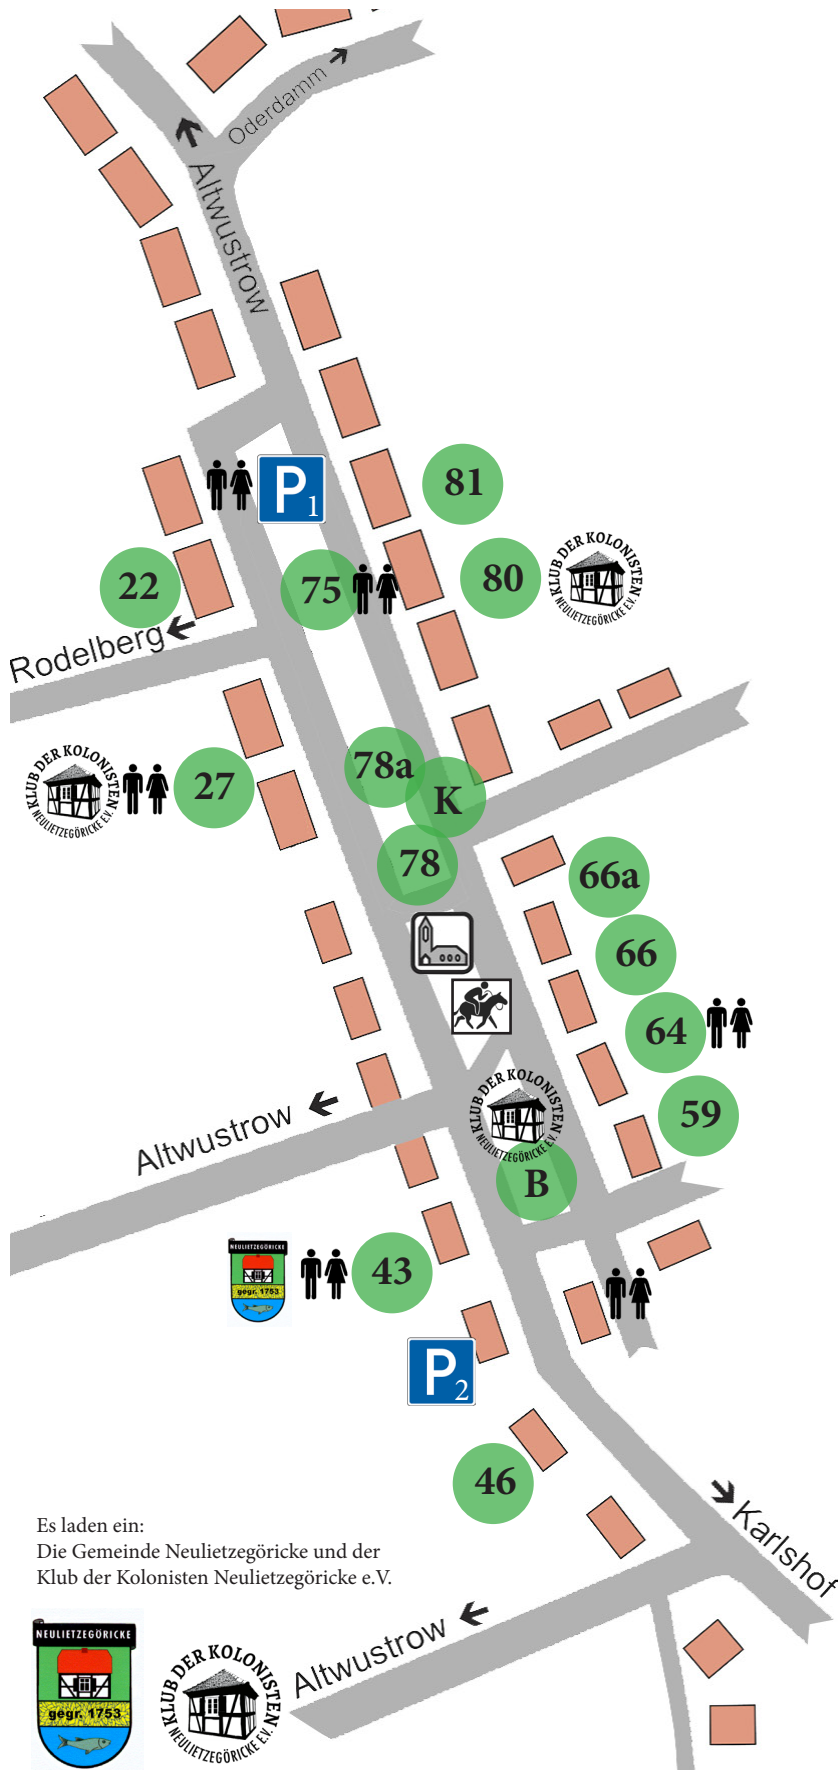 Oderdamm
Altwustrow
P1
81
KLUB DER KOLONISTEN
NEULIETZEGÖRICKE E.V.
80
75
22
Rodelberg
KLUB DER KOLONISTEN
NEULIETZEGÖRICKE E.V.
27
78a
K
78
66a
66
64
KLUB DER KOLONISTEN
NEULIETZEGÖRICKE E.V.
59
Altwustrow
B
NEULIETZEGÖRICKE
gegr. 1753
43
P2
46
Karlshof
Es laden ein:
Die Gemeinde Neulietzegöricke und der
Klub der Kolonisten Neulietzegöricke e.V.
Altwustrow
NEULIETZEGÖRICKE
gegr. 1753
KLUB DER KOLONISTEN
NEULIETZEGÖRICKE E.V.